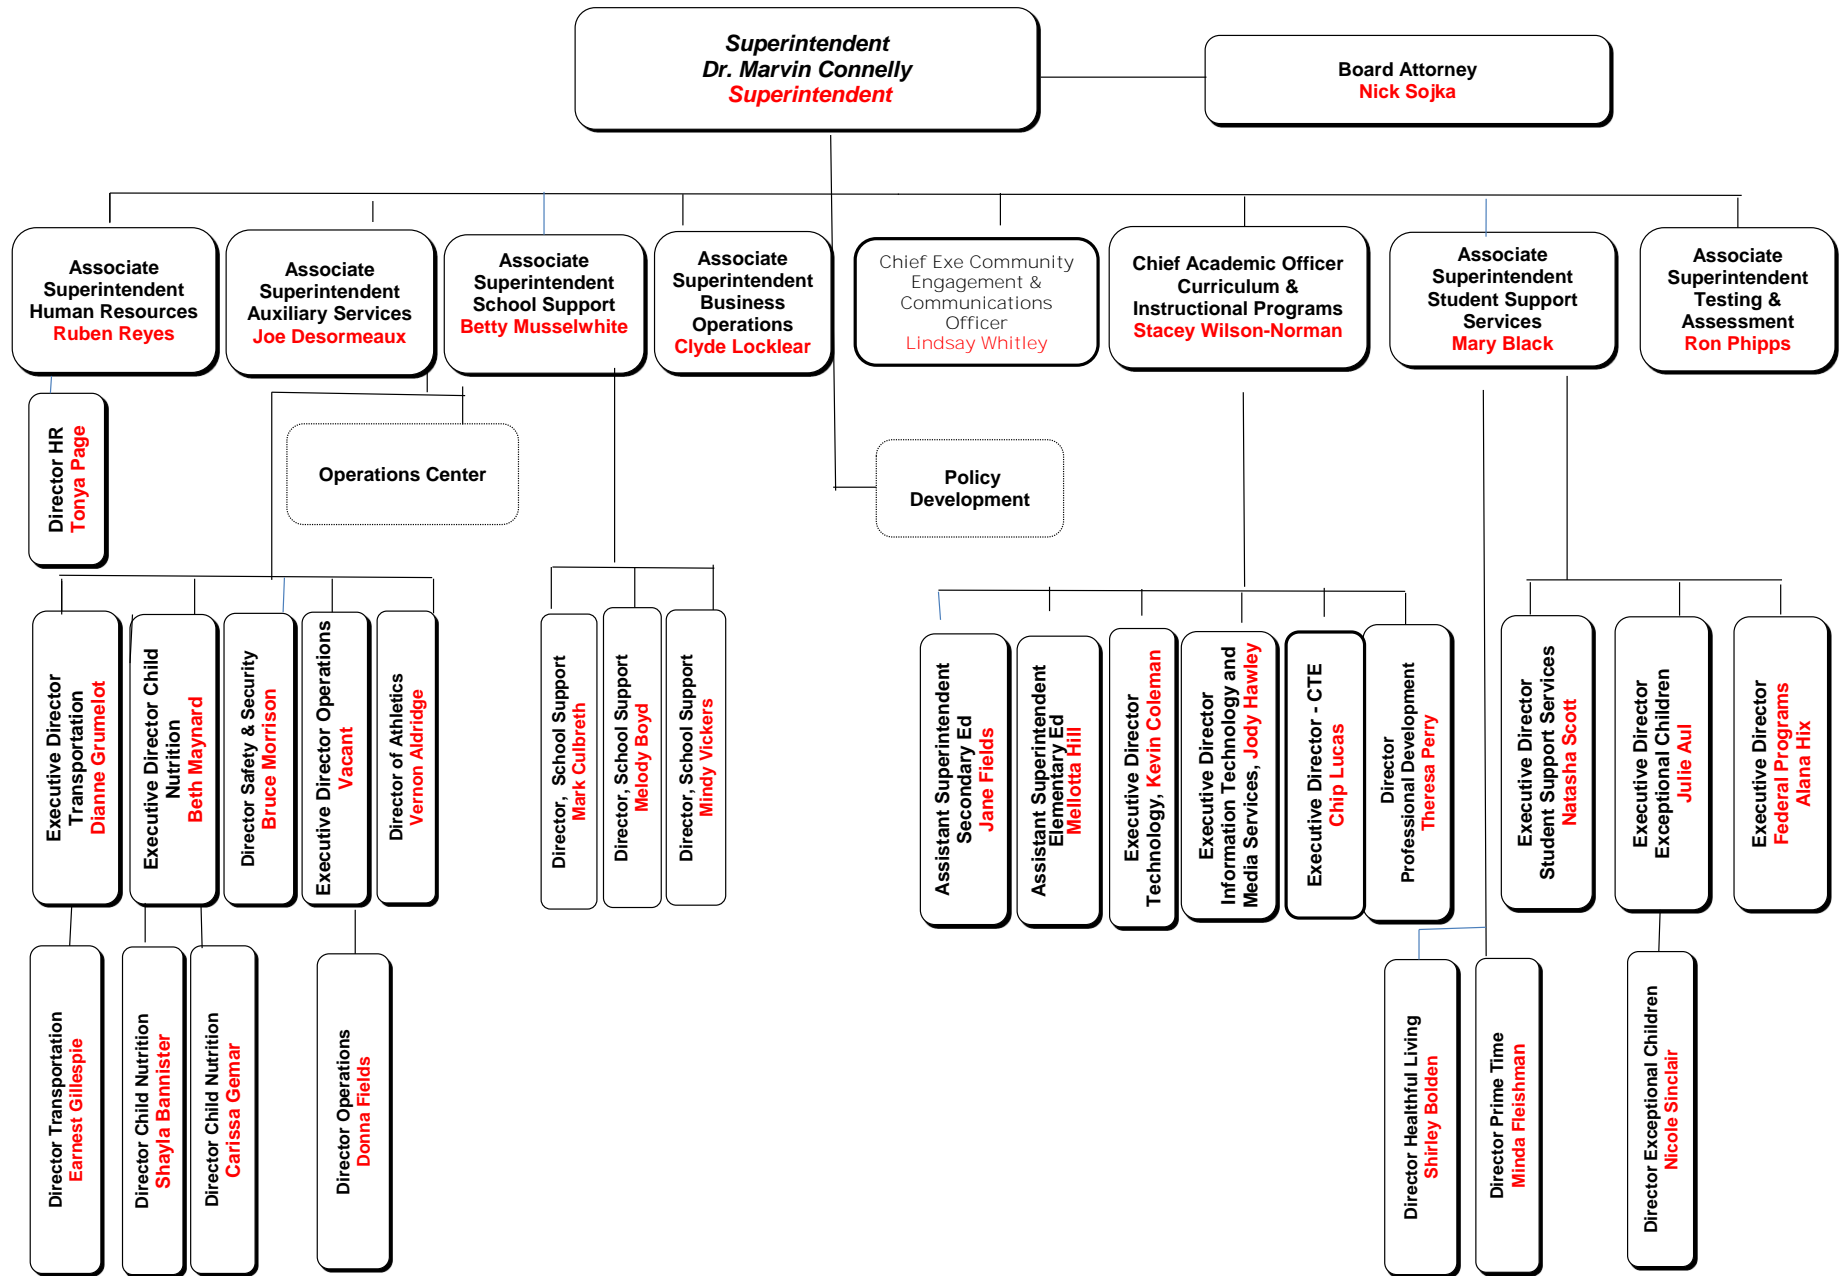 Superintendent
Dr. Marvin Connelly
Superintendent
Board Attorney
Nick Sojka
Associate
Superintendent
Human Resources
Ruben Reyes
Associate
Superintendent
Auxiliary Services
Joe Desormeaux
Associate
Superintendent
School Support
Betty Musselwhite
Associate
Superintendent
Business
Operations
Clyde Locklear
Chief Exe Community
Engagement &
Communications
Officer
Lindsay Whitley
Chief Academic Officer
Curriculum &
Instructional Programs
Stacey Wilson-Norman
Associate
Superintendent
Student Support
Services
Mary Black
Associate
Superintendent
Testing &
Assessment
Ron Phipps
Director HR
Tonya Page
Operations Center
Policy
Development
Executive Director
Transportation
Dianne Grumelot
Executive Director Child
Nutrition
Beth Maynard
Director Safety & Security
Bruce Morrison
Executive Director Operations
Vacant
Director of Athletics
Vernon Aldridge
Director,  School Support
Mark Culbreth
Director, School Support
Melody Boyd
Director, School Support
Mindy Vickers
Assistant Superintendent
Secondary Ed
Jane Fields
Assistant Superintendent
Elementary Ed
Mellotta Hill
Executive Director
Technology, Kevin Coleman
Executive Director
Information Technology and
Media Services, Jody Hawley
Executive Director - CTE
Chip Lucas
Director
Professional Development
Theresa Perry
Executive Director
Student Support Services
Natasha Scott
Executive Director
Exceptional Children
Julie Aul
Executive Director
Federal Programs
Alana Hix
Director Transportation
Earnest Gillespie
Director Child Nutrition
Shayla Bannister
Director Child Nutrition
Carissa Gemar
Director Operations
Donna Fields
Director Healthful Living
Shirley Bolden
Director Prime Time
Minda Fleishman
Director Exceptional Children
Nicole Sinclair